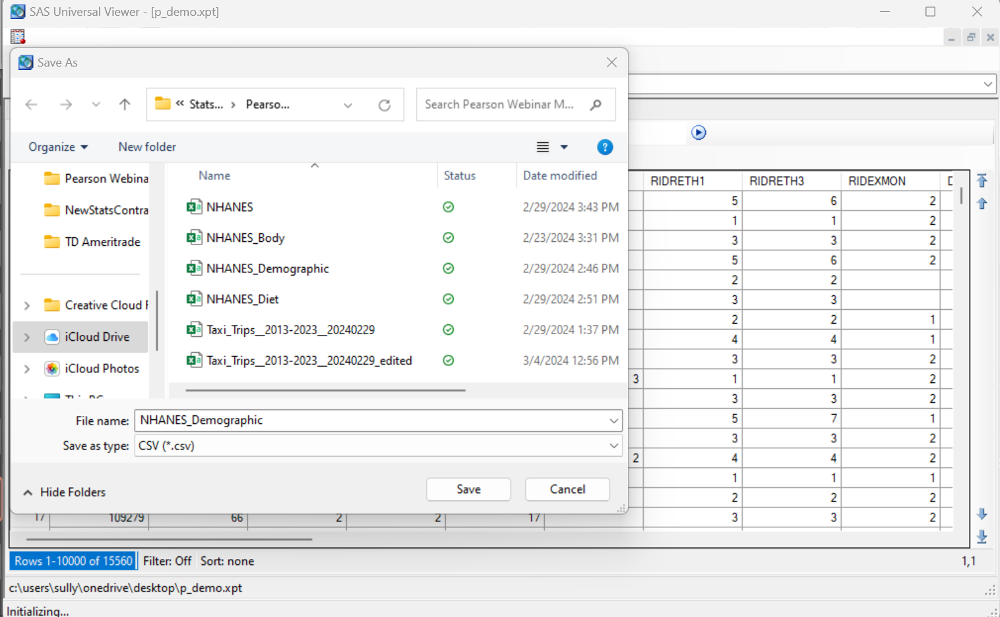 SAS Universal Viewer - [p_demo.xpt]
Save As
« Stats... › Pearso...
Search Pearson Webinar M...
Organize
New folder
Pearson Webina
NewStatsContra
TD Ameritrade
Creative Cloud F
iCloud Drive
iCloud Photos
Name Status Date modified
NHANES 2/29/2024 3:43 PM
NHANES_Body 2/23/2024 3:31 PM
NHANES_Demographic 2/29/2024 2:46 PM
NHANES_Diet 2/29/2024 2:51 PM
Taxi_Trips__2013-2023__20240229 2/29/2024 1:37 PM
Taxi_Trips__2013-2023__20240229_edited 3/4/2024 12:56 PM
File name: NHANES_Demographic
Save as type: CSV (*.csv)
Hide Folders
Save
Cancel
RIDRETH1 RIDRETH3 RIDEXMON
5 6 2
1 1 2
3 3 2
5 6 2
2 2
3 3
2 2 1
4 4 1
3 3 2
3 1 1 2
3 3 2
5 7 1
3 3 2
2 4 4 2
1 1 1
2 2 2
17 109279 66 2 2 17 3 3 2
Rows 1-10000 of 15560 Filter: Off Sort: none 1,1
c:\users\sully\onedrive\desktop\p_demo.xpt
Initializing...